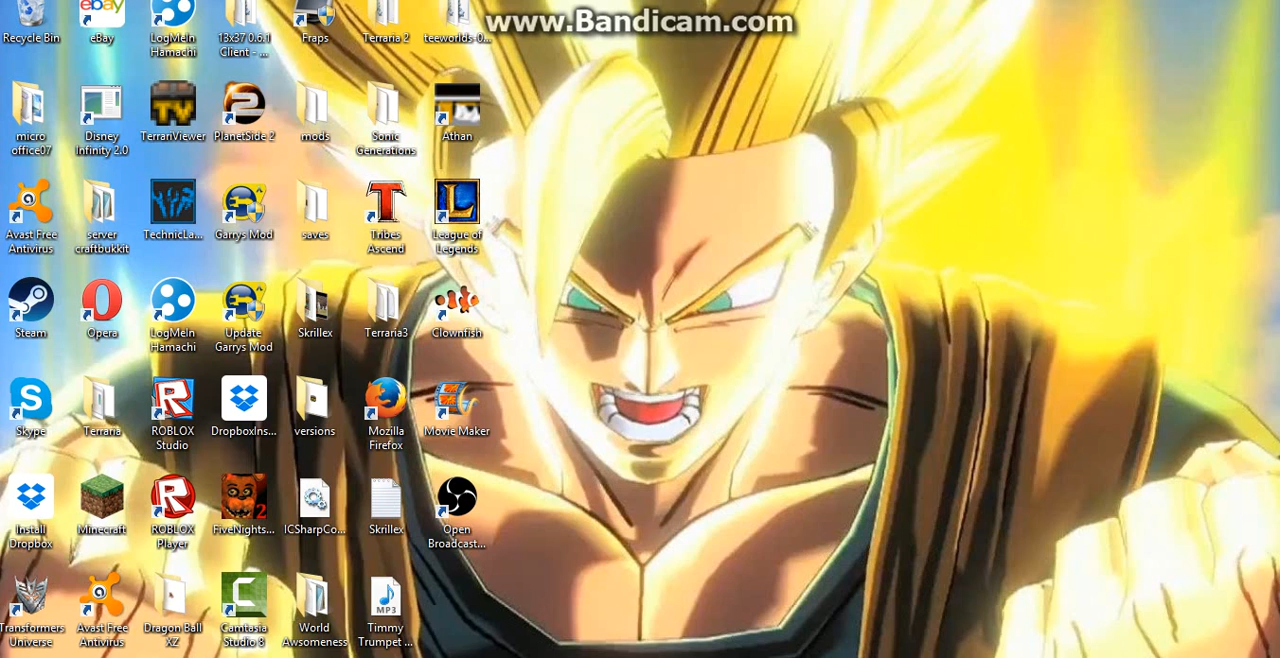 www.Bandicam.com
Recycle Bin
eBay
LogMeIn
Hamachi
13x37 0.6.1
Client - ...
Fraps
Terraria 2
teeworlds-0...
micro
office07
Disney
Infinity 2.0
TV
TerrariViewer
2
PlanetSide 2
mods
Sonic
Generations
Athan
Avast Free
Antivirus
server
craftbukkit
TechnicLa...
Garrys Mod
saves
T
Tribes
Ascend
L
League of
Legends
Steam
Opera
LogMeIn
Hamachi
Update
Garrys Mod
Skrillex
Terraria3
Clownfish
Skype
Terraria
ROBLOX
Studio
DropboxIns...
versions
Mozilla
Firefox
Movie Maker
Install
Dropbox
Minecraft
ROBLOX
Player
2
FiveNights...
ICSharpCo...
Skrillex
Open
Broadcast...
Transformers
Universe
Avast Free
Antivirus
Dragon Ball
XZ
Camtasia
Studio 8
World
Awsomeness
MP3
Timmy
Trumpet ...